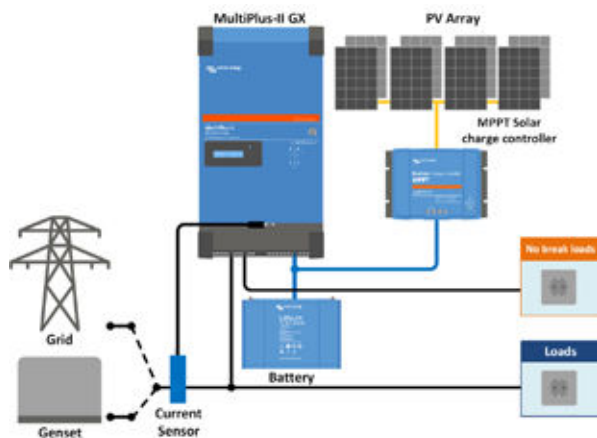 MultiPlus-II GX
PV Array
MPPT Solar
charge controller
No break loads
Grid
Loads
Battery
Genset
Current
Sensor